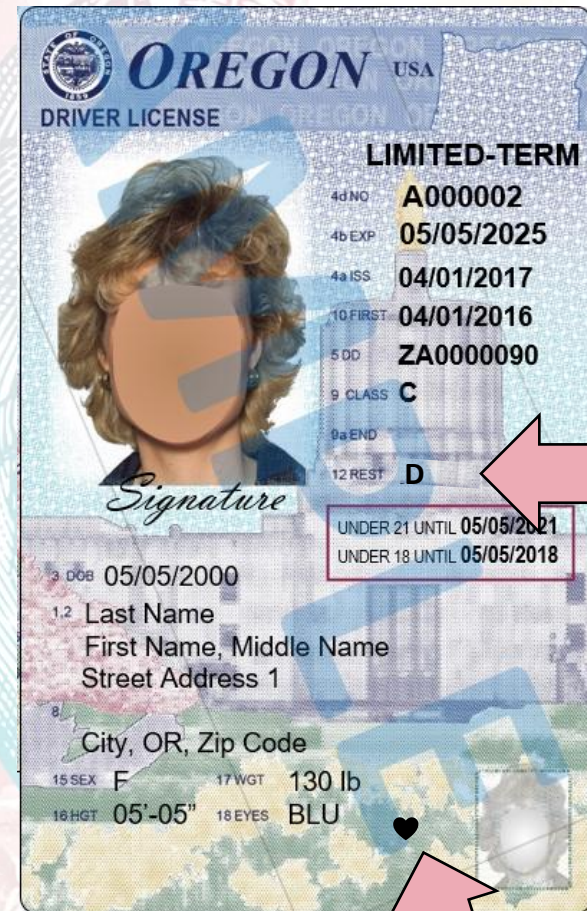 OREGON USA
DRIVER LICENSE
LIMITED-TERM
4d NO A000002
4b EXP 05/05/2025
4a ISS 04/01/2017
10 FIRST 04/01/2016
5 DD ZA0000090
9 CLASS C
9a END
12 REST D
Signature
UNDER 21 UNTIL 05/05/2021
UNDER 18 UNTIL 05/05/2018
3 DOB 05/05/2000
1,2 Last Name
First Name, Middle Name
Street Address 1
8
City, OR, Zip Code
15 SEX F 17 WGT 130 lb
16 HGT 05'-05" 18 EYES BLU